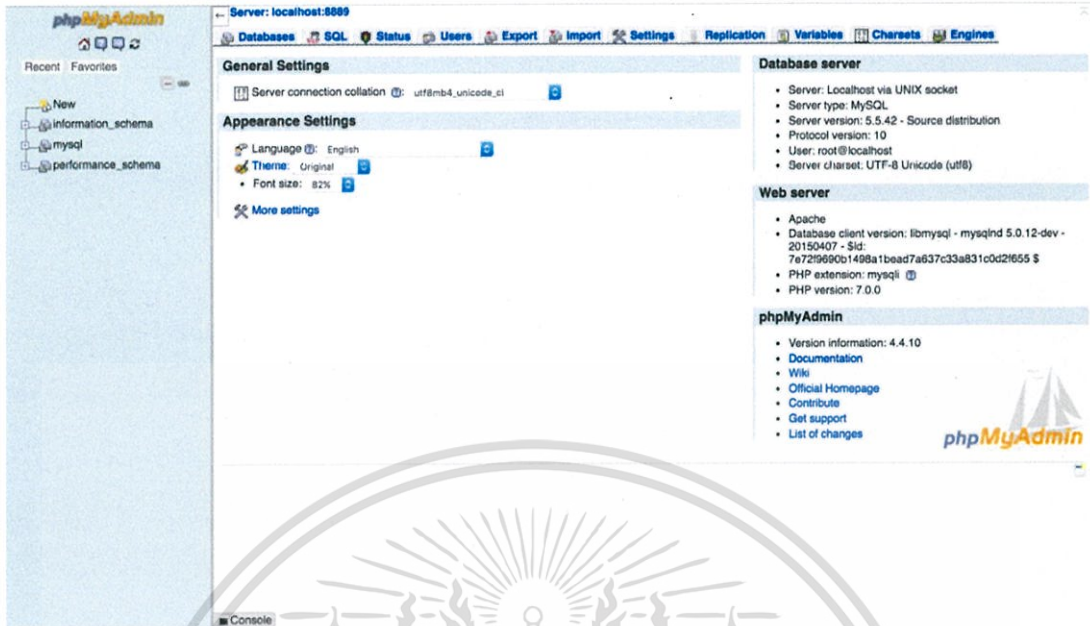 phpMyAdmin
Recent Favorites
New
information_schema
mysql
performance_schema
Server: localhost:8889
Databases SQL Status Users Export Import Settings Replication Variables Charsets Engines
General Settings
Server connection collation : utf8mb4_unicode_ci
Appearance Settings
Language : English
Theme: Original
• Font size: 82%
More settings
Console
Database server
• Server: Localhost via UNIX socket
• Server type: MySQL
• Server version: 5.5.42 - Source distribution
• Protocol version: 10
• User: root@localhost
• Server charset: UTF-8 Unicode (utf8)
Web server
• Apache
• Database client version: libmysql - mysqlnd 5.0.12-dev -
20150407 - $Id:
7e72f9690b1498a1bead7a637c33a831c0d2f655 $
• PHP extension: mysqli
• PHP version: 7.0.0
phpMyAdmin
• Version information: 4.4.10
• Documentation
• Wiki
• Official Homepage
• Contribute
• Get support
• List of changes
phpMyAdmin